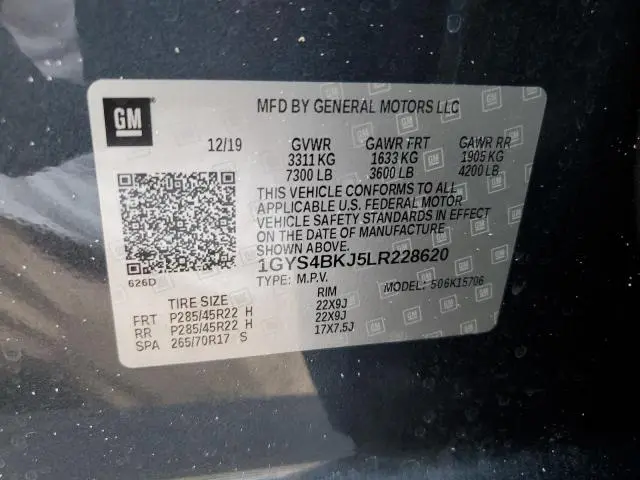 GM
MFD BY GENERAL MOTORS LLC
12/19 GVWR GAWR FRT GAWR RR
3311 KG 1633 KG 1905 KG
7300 LB 3600 LB 4200 LB
THIS VEHICLE CONFORMS TO ALL
APPLICABLE U.S. FEDERAL MOTOR
VEHICLE SAFETY STANDARDS IN EFFECT
ON THE DATE OF MANUFACTURE
SHOWN ABOVE.
1GYS4BKJ5LR228620
626D
TYPE: M.P.V. MODEL: 506K15706
TIRE SIZE RIM
FRT P285/45R22 H 22X9J
RR P285/45R22 H 22X9J
SPA 265/70R17 S 17X7.5J